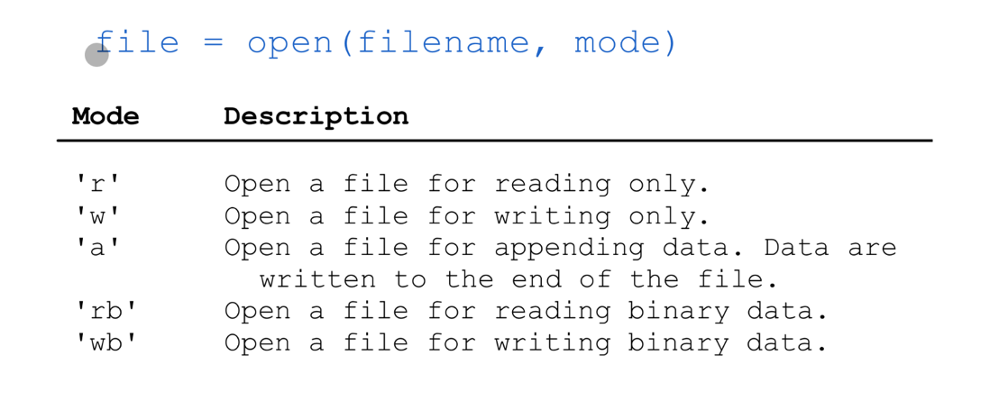 file = open(filename, mode)
Mode Description
'r' Open a file for reading only.
'w' Open a file for writing only.
'a' Open a file for appending data. Data are
written to the end of the file.
'rb' Open a file for reading binary data.
'wb' Open a file for writing binary data.